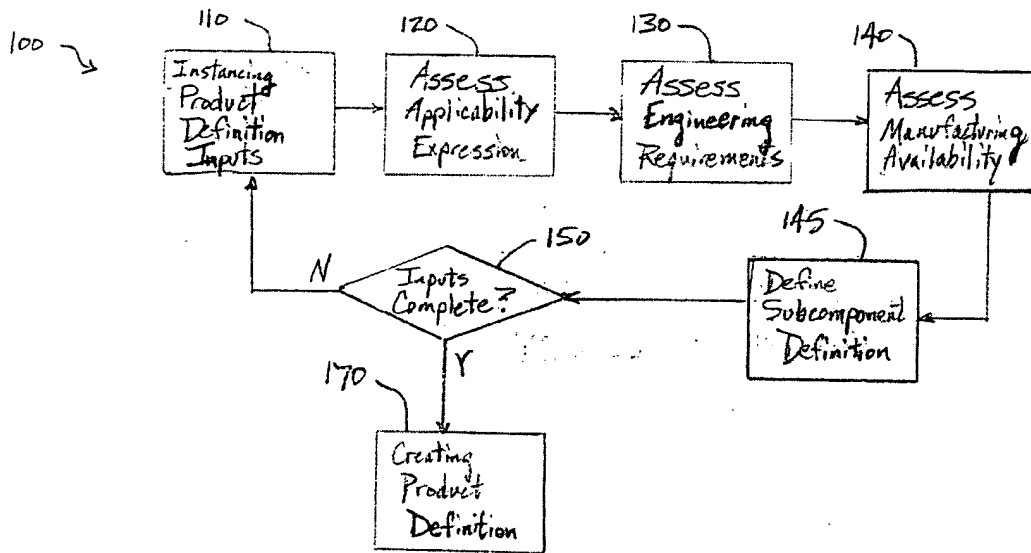 100
110
Instancing
Product
Definition
Inputs
120
Assess
Applicability
Expression
130
Assess
Engineering
Requirements
140
Assess
Manufacturing
Availability
145
Define
Subcomponent
Definition
150
Inputs
Complete?
N
Y
170
Creating
Product
Definition